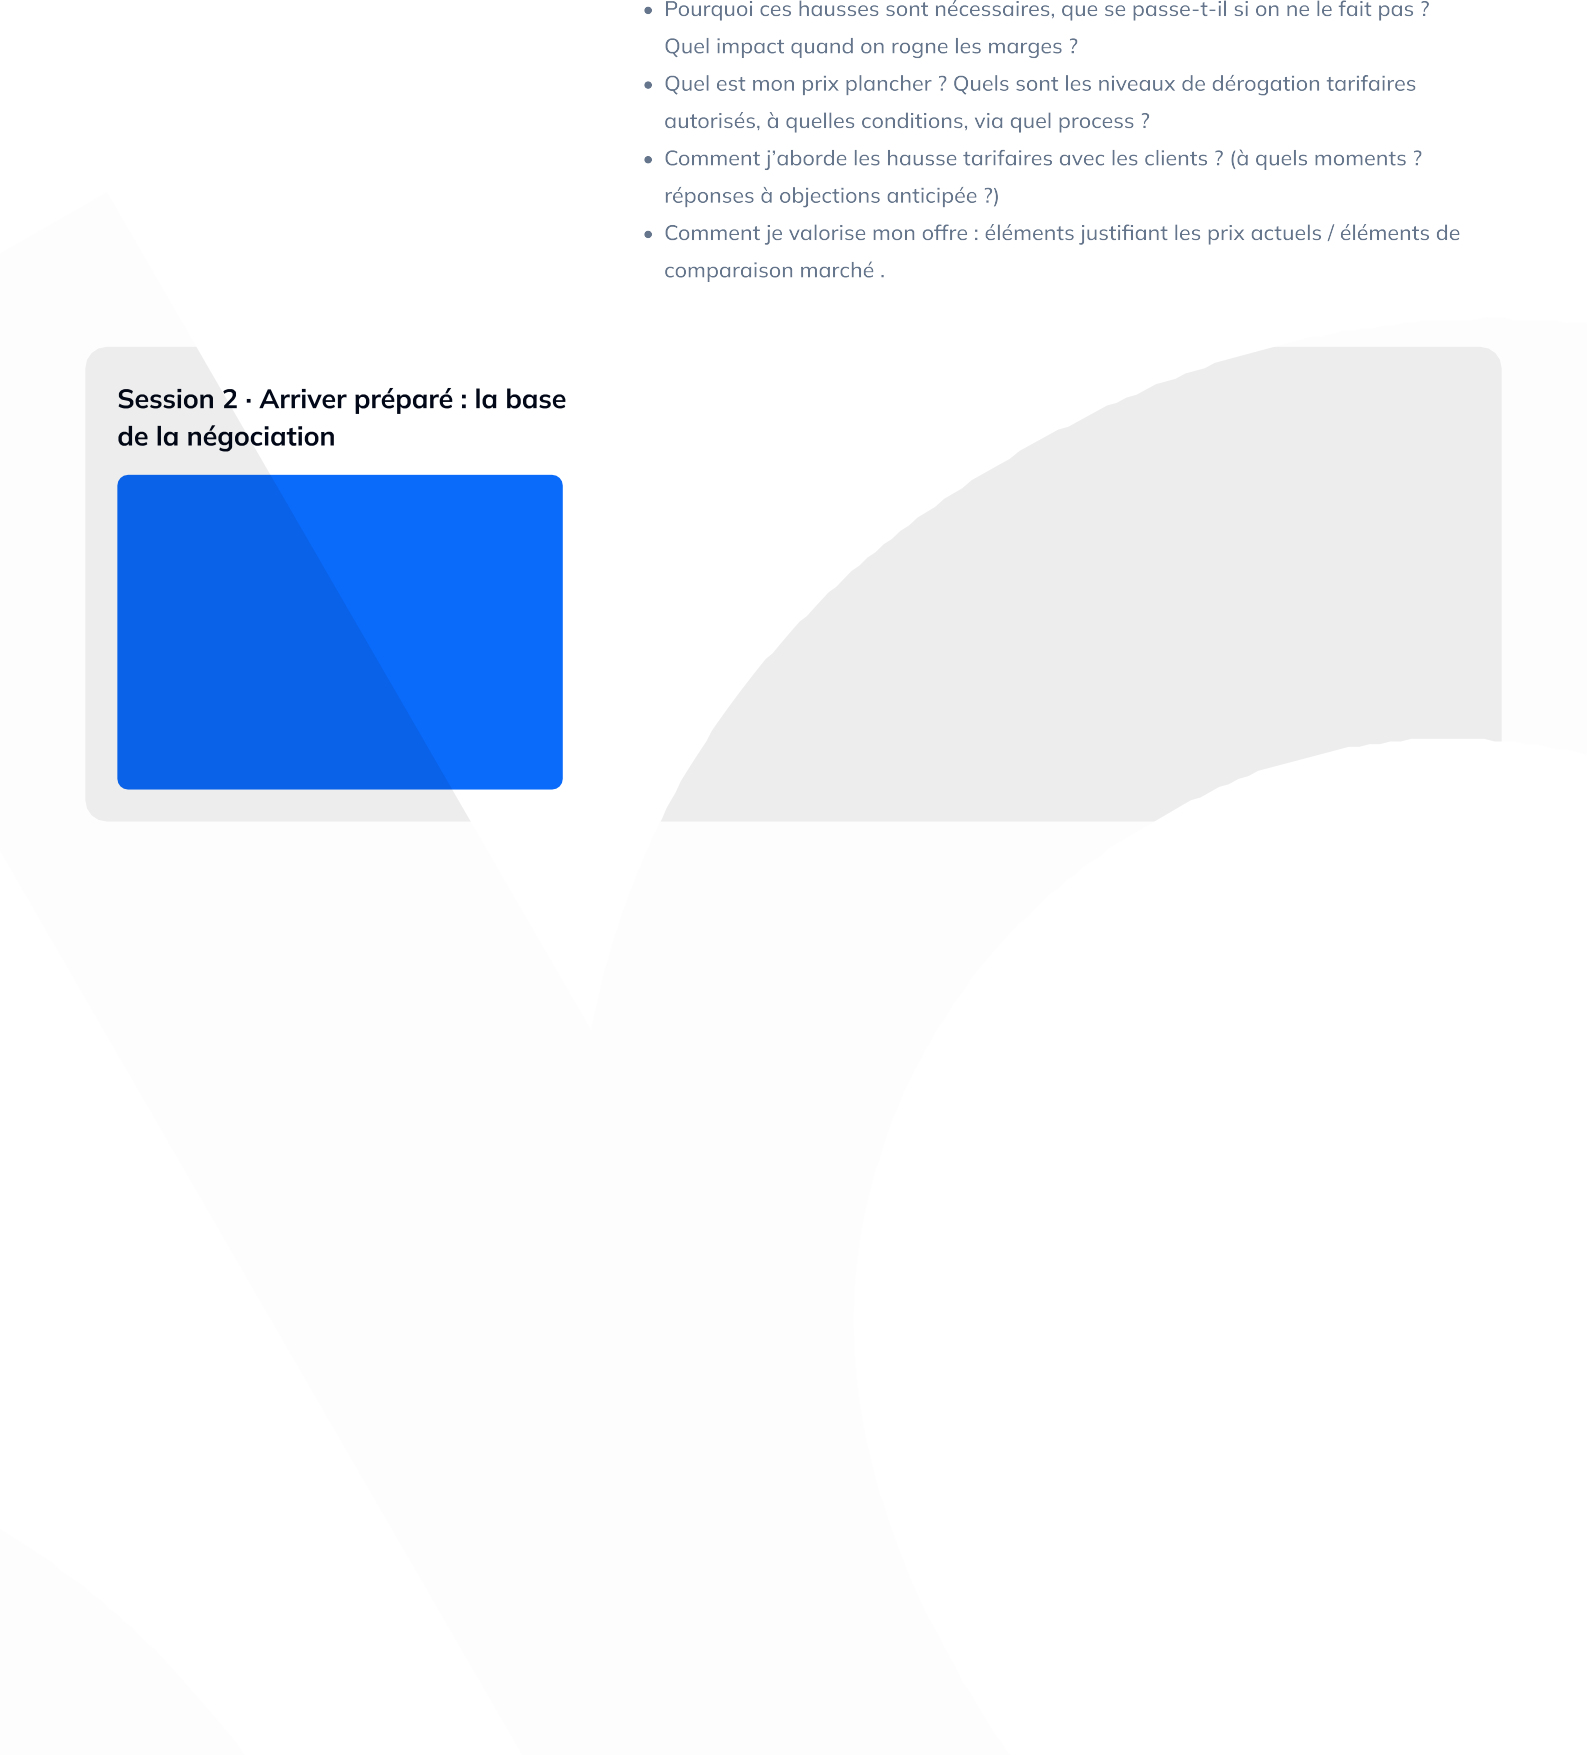 • Pourquoi ces hausses sont nécessaires, que se passe-t-il si on ne le fait pas ?
Quel impact quand on rogne les marges ?
• Quel est mon prix plancher ? Quels sont les niveaux de dérogation tarifaires
autorisés, à quelles conditions, via quel process ?
• Comment j’aborde les hausse tarifaires avec les clients ? (à quels moments ?
réponses à objections anticipée ?)
• Comment je valorise mon offre : éléments justifiant les prix actuels / éléments de
comparaison marché .
Session 2 · Arriver préparé : la base
de la négociation